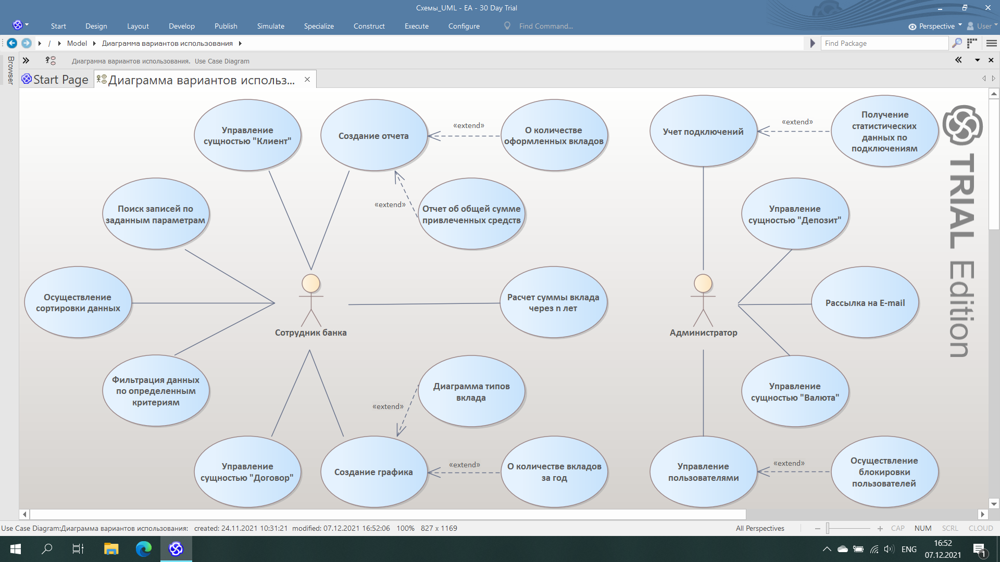 Схемы_UML - EA - 30 Day Trial
Start Design Layout Develop Publish Simulate Specialize Construct Execute Configure Find Command... Perspective User
/ Model Диаграмма вариантов использования Find Package
Browser
Диаграмма вариантов использования. Use Case Diagram
Start Page Диаграмма вариантов использ...
Управление
сущностью "Клиент"
Создание отчета
«extend»
О количестве
оформленных вкладов
Учет подключений
«extend»
Получение
статистических
данных по
подключениям
TRIAL Edition
Поиск записей по
заданным параметрам
«extend»
Отчет об общей сумме
привлеченных средств
Управление
сущностью "Депозит"
Осуществление
сортировки данных
Сотрудник банка
Расчет суммы вклада
через n лет
Администратор
Рассылка на E-mail
Фильтрация данных
по определенным
критериям
«extend»
Диаграмма типов
вклада
Управление
сущностью "Валюта"
Управление
сущностью "Договор"
Создание графика
«extend»
О количестве вкладов
за год
Управление
пользователями
«extend»
Осуществление
блокировки
пользователей
Use Case Diagram:Диаграмма вариантов использования: created: 24.11.2021 10:31:21 modified: 07.12.2021 16:52:06 100% 827 x 1169 All Perspectives CAP NUM SCRL CLOUD
ENG
16:52
07.12.2021
1